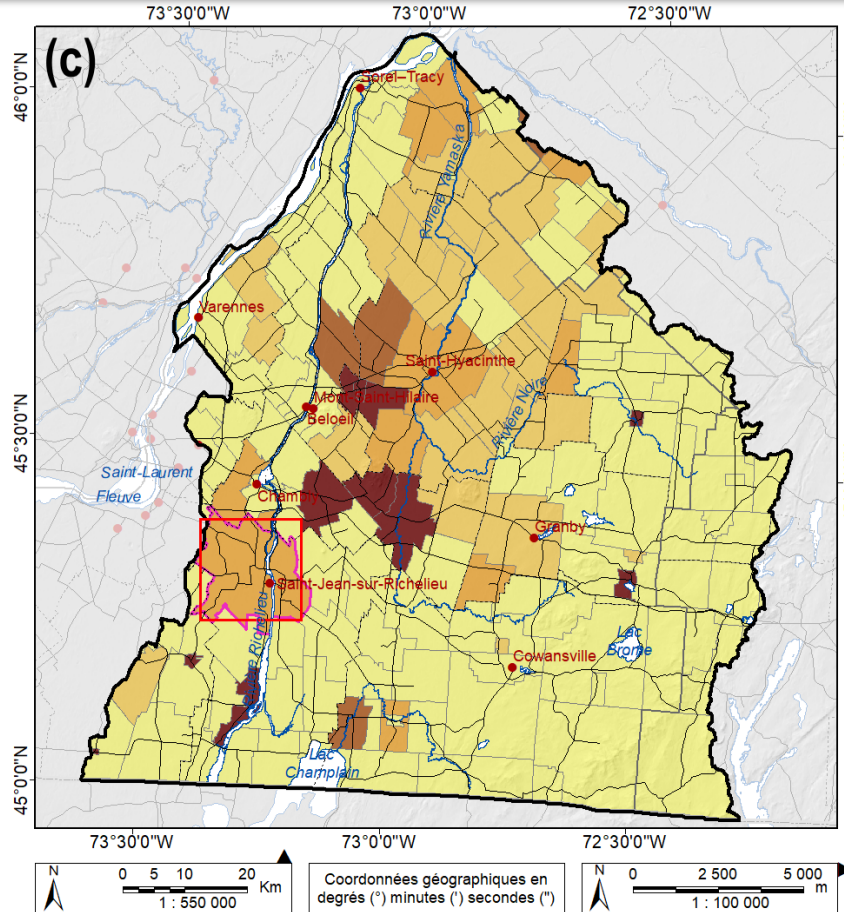 73°30'0"W 73°0'0"W 72°30'0"W
(c)
46°0'0"N
Sorel–Tracy
Rivière Yamaska
Varennes
Saint-Hyacinthe
Mont-Saint-Hilaire
Beloeil
Rivière Noire
45°30'0"N
Saint-Laurent
Fleuve
Chambly
Granby
Saint-Jean-sur-Richelieu
Richelieu
Lac
Brome
Cowansville
Lac
Champlain
45°0'0"N
73°30'0"W 73°0'0"W 72°30'0"W
N
0 5 10 20
Km
1 : 550 000
Coordonnées géographiques en
degrés (°) minutes (') secondes (")
N
0 2 500 5 000
m
1 : 100 000